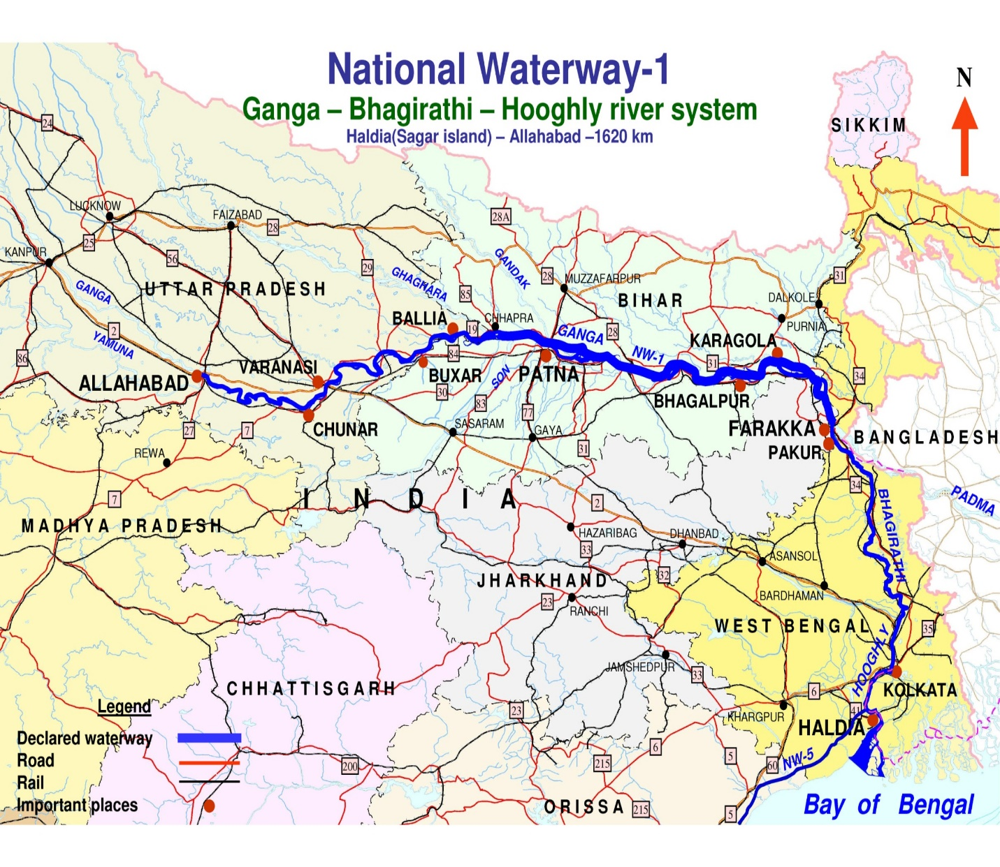 National Waterway-1
Ganga – Bhagirathi – Hooghly river system
Haldia(Sagar island) – Allahabad –1620 km
N
SIKKIM
24
LUCKNOW
FAIZABAD
28
28A
25
KANPUR
56
29
GHAGHARA
GANDAK
85
28
MUZZAFARPUR
31
GANGA
UTTAR PRADESH
BIHAR
DALKOLE
PURNIA
2
YAMUNA
86
BALLIA
19
CHHAPRA
GANGA
28
NW-1
KARAGOLA
84
31
34
ALLAHABAD
VARANASI
BUXAR
SON
PATNA
30
BHAGALPUR
83
77
27
7
CHUNAR
SASARAM
GAYA
31
FARAKKA
PAKUR
BANGLADESH
REWA
7
INDIA
2
34
BHAGIRATHI
PADMA
MADHYA PRADESH
HAZARIBAG
DHANBAD
33
ASANSOL
JHARKHAND
32
23
RANCHI
BARDHAMAN
WEST BENGAL
35
HOOGHLY
JAMSHEDPUR
33
CHHATTISGARH
6
KOLKATA
23
KHARGPUR
41
HALDIA
Legend
Declared waterway
Road
Rail
Important places
200
215
6
5
60
NW-5
ORISSA
215
5
Bay of Bengal